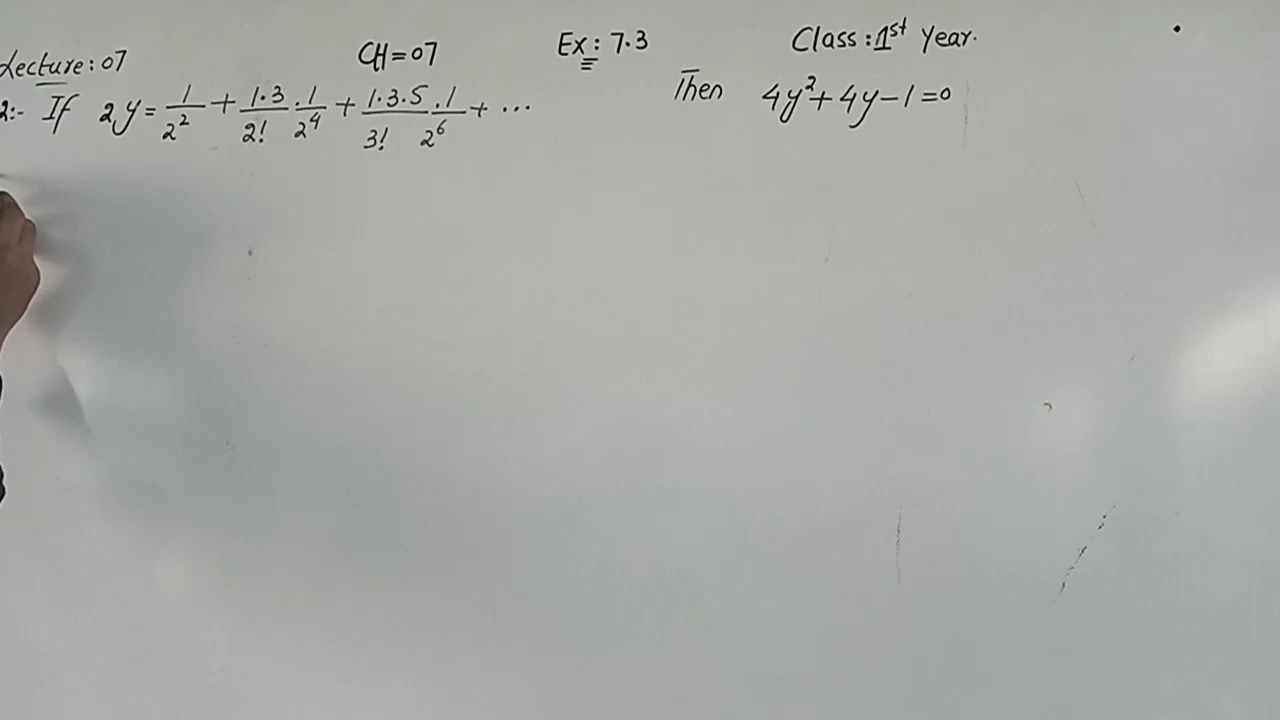 Lecture: 07 CH=07 Ex: 7.3 Class: 1st Year.
2:- If 2y = 1/2² + 1·3/2! · 1/2⁴ + 1·3·5/3! · 1/2⁶ + ... Then 4y² + 4y - 1 = 0